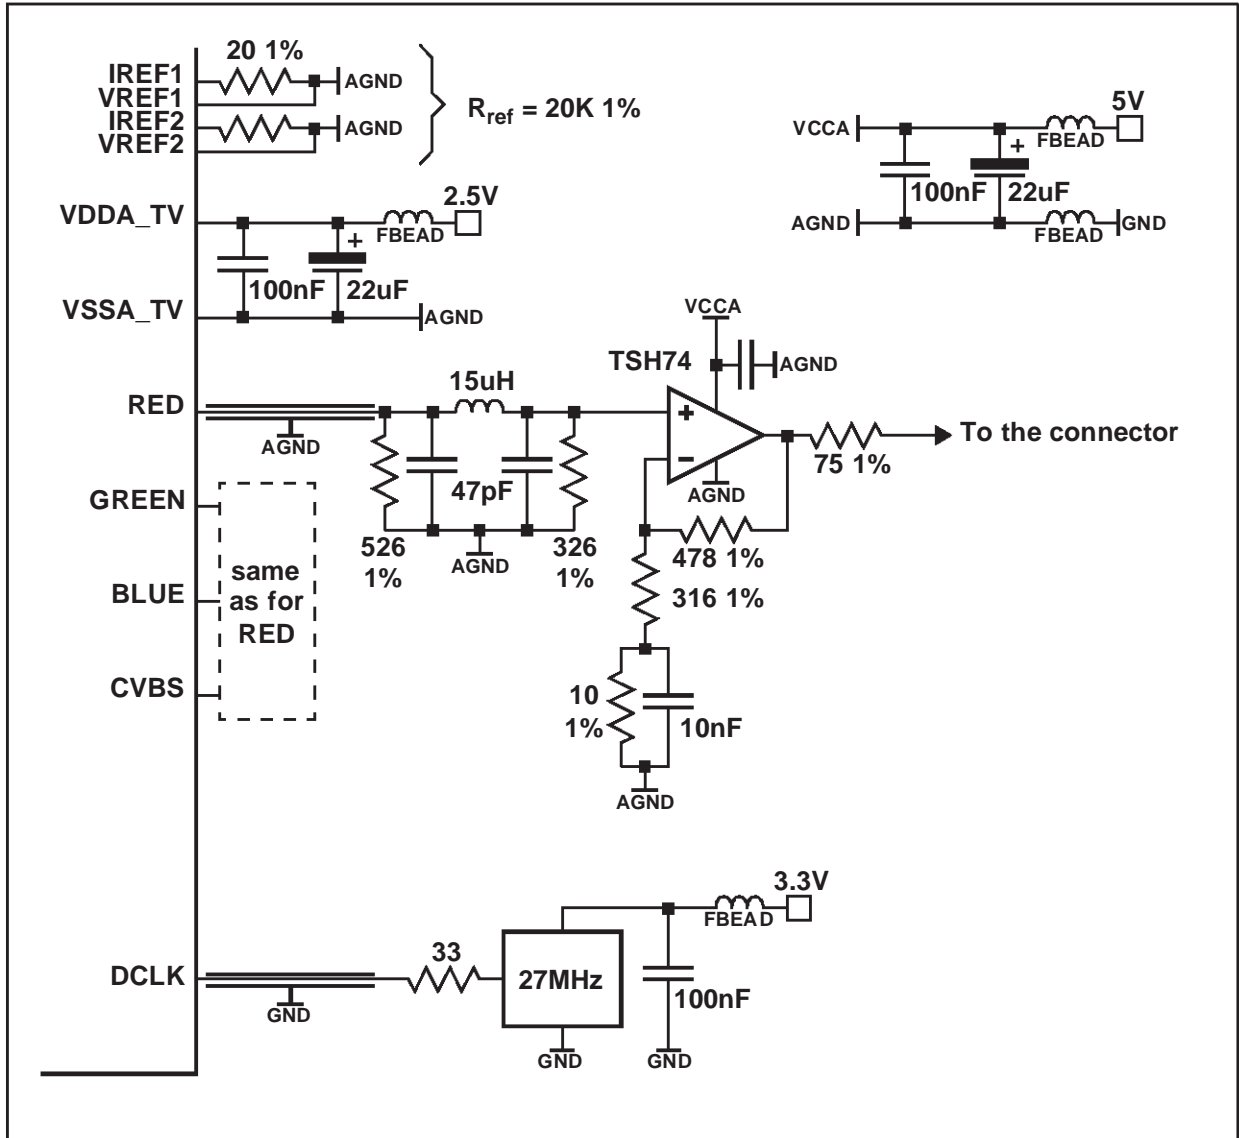 20 1%
IREF1
AGND
VREF1
IREF2
AGND
VREF2
Rref = 20K 1%
5V
VCCA
FBEAD
+
100nF
22uF
AGND
FBEAD
GND
2.5V
VDDA_TV
FBEAD
+
100nF
22uF
VSSA_TV
AGND
VCCA
TSH74
AGND
15uH
RED
AGND
+
−
To the connector
75 1%
AGND
47pF
GREEN
526
1%
AGND
326
1%
478 1%
316 1%
same
as for
RED
BLUE
CVBS
10
1%
10nF
AGND
3.3V
FBEAD
33
DCLK
27MHz
100nF
GND
GND
GND